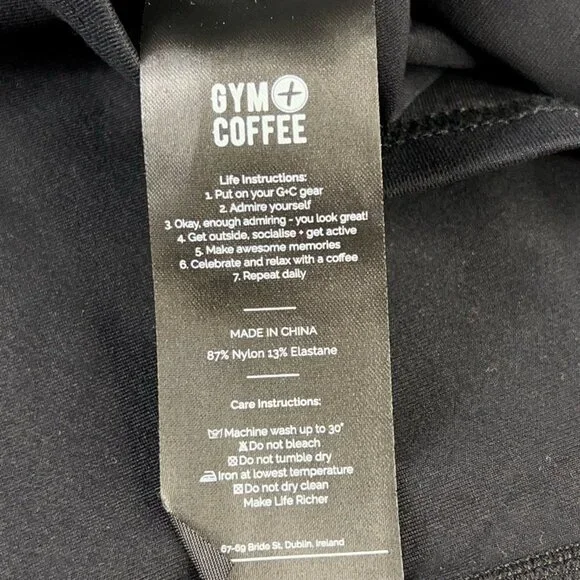 GYM+
COFFEE
Life Instructions:
1. Put on your G+C gear
2. Admire yourself
3. Okay, enough admiring - you look great!
4. Get outside, socialise + get active
5. Make awesome memories
6. Celebrate and relax with a coffee
7. Repeat daily
MADE IN CHINA
87% Nylon 13% Elastane
Care Instructions:
Machine wash up to 30°
Do not bleach
Do not tumble dry
Iron at lowest temperature
Do not dry clean
Make Life Richer
67-69 Bride St, Dublin, Ireland